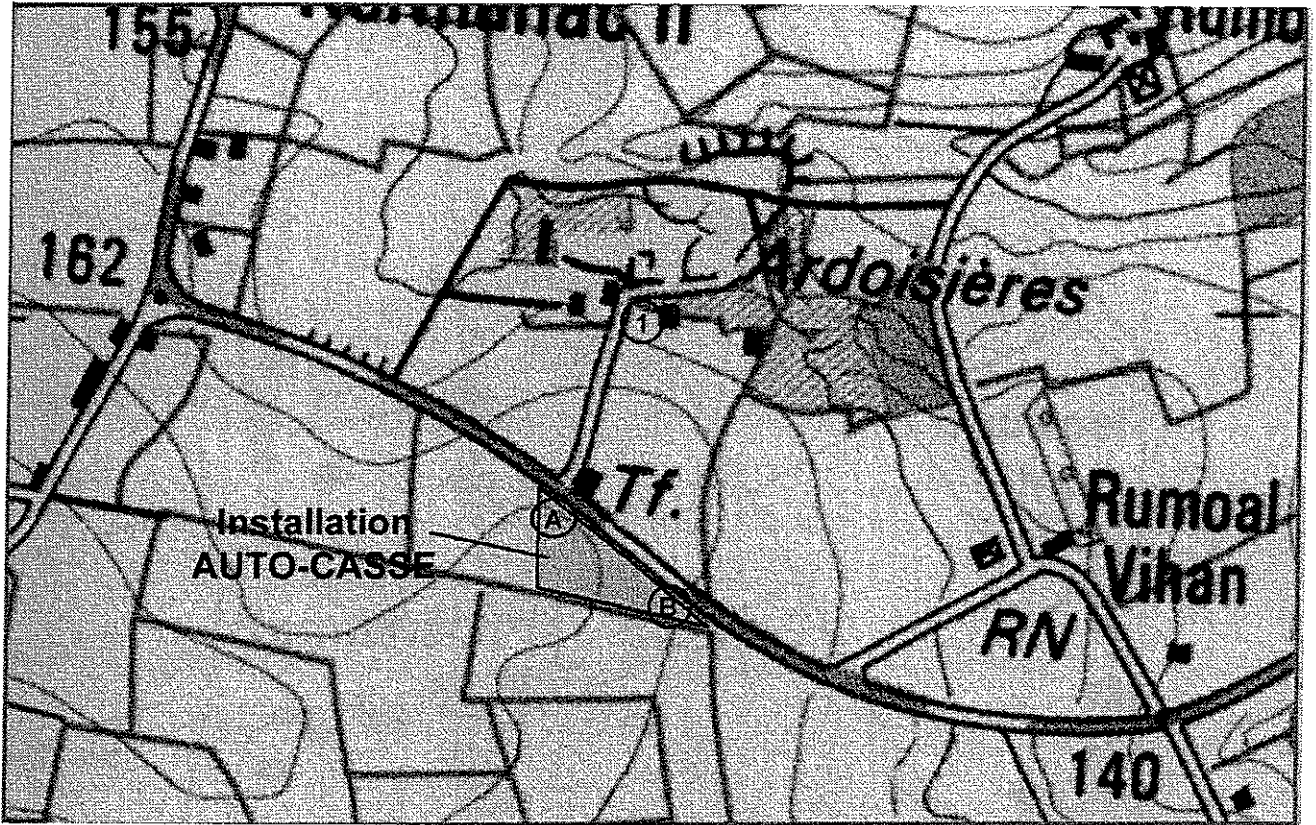 155
162
Ardoisières
1
Tf.
A
Installation
AUTO-CASSE
B
Rumoal
Vihan
RN
140